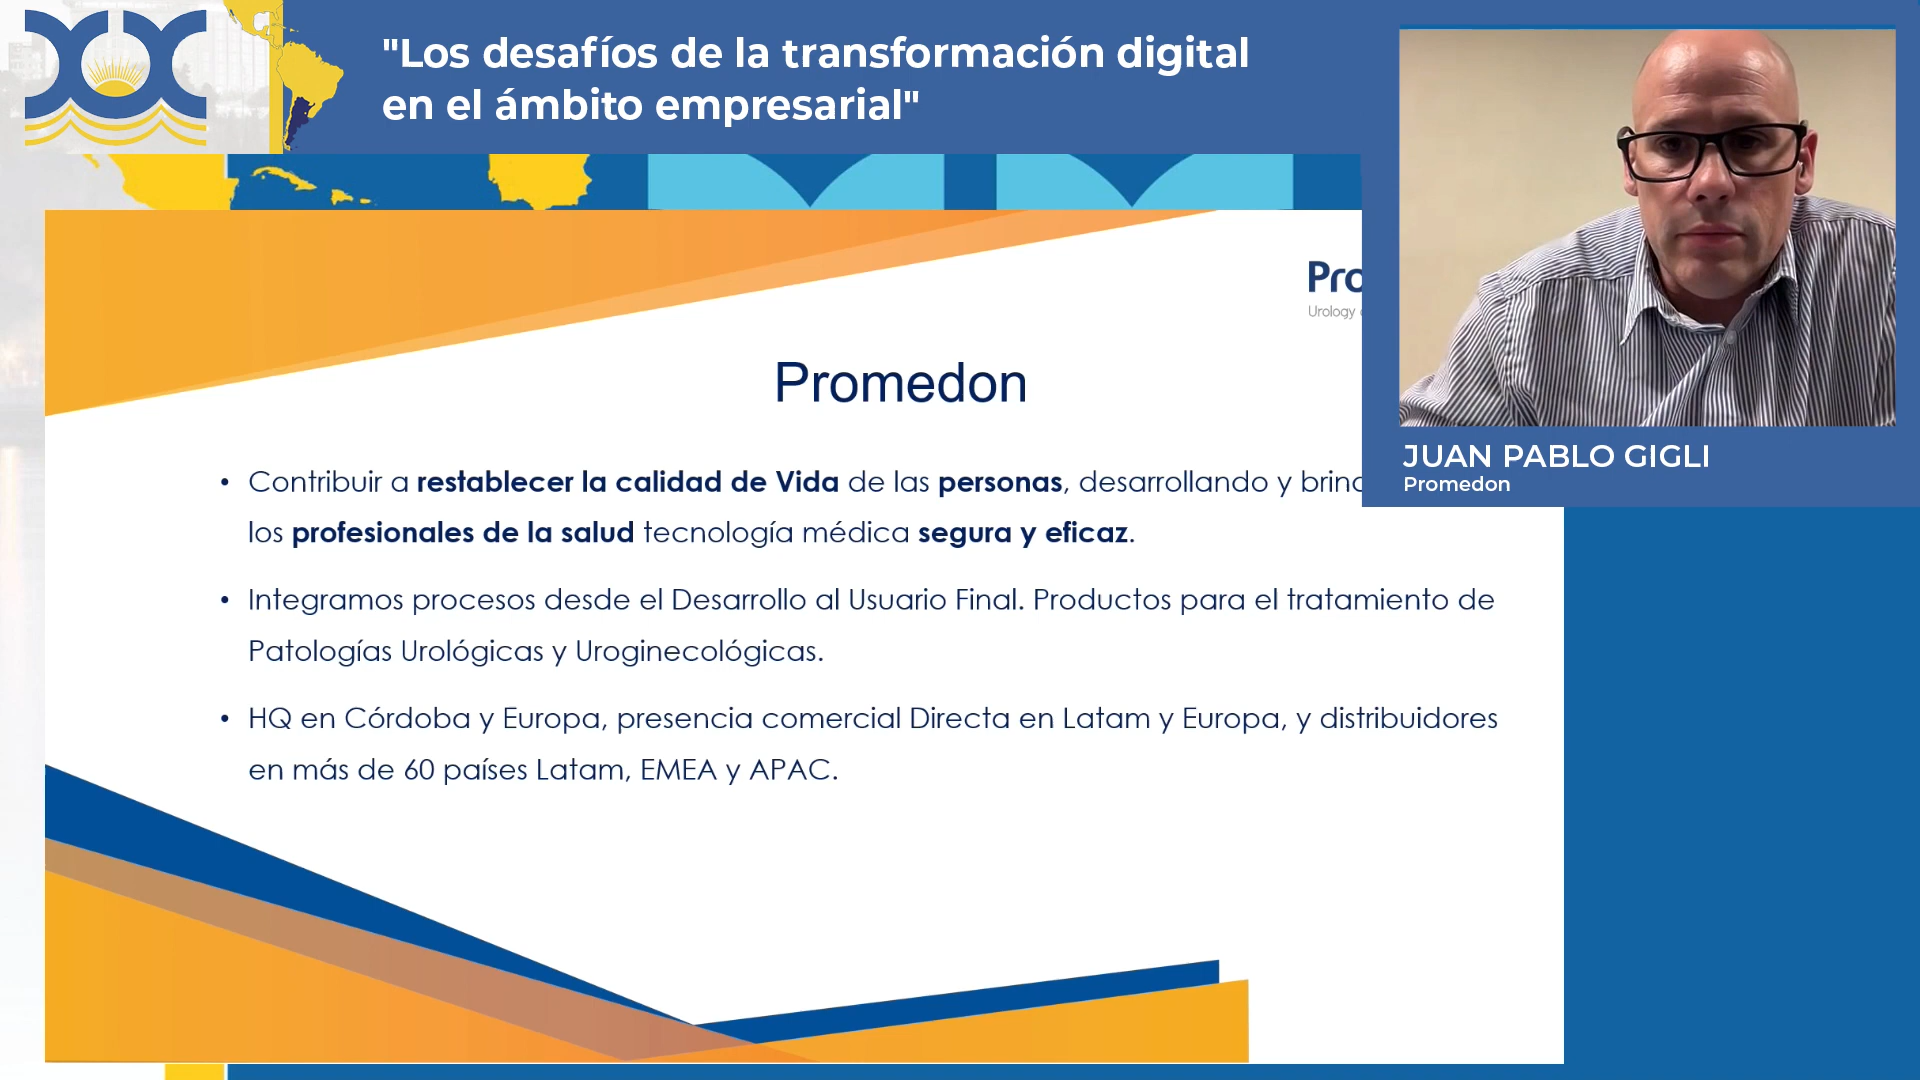 "Los desafíos de la transformación digital
en el ámbito empresarial"
Urology
Promedon
• Contribuir a restablecer la calidad de Vida de las personas, desarrollando y
los profesionales de la salud tecnología médica segura y eficaz.
• Integramos procesos desde el Desarrollo al Usuario Final. Productos para el tratamiento de
Patologías Urológicas y Uroginecológicas.
• HQ en Córdoba y Europa, presencia comercial Directa en Latam y Europa, y distribuidores
en más de 60 países Latam, EMEA y APAC.
JUAN PABLO GIGLI
Promedon